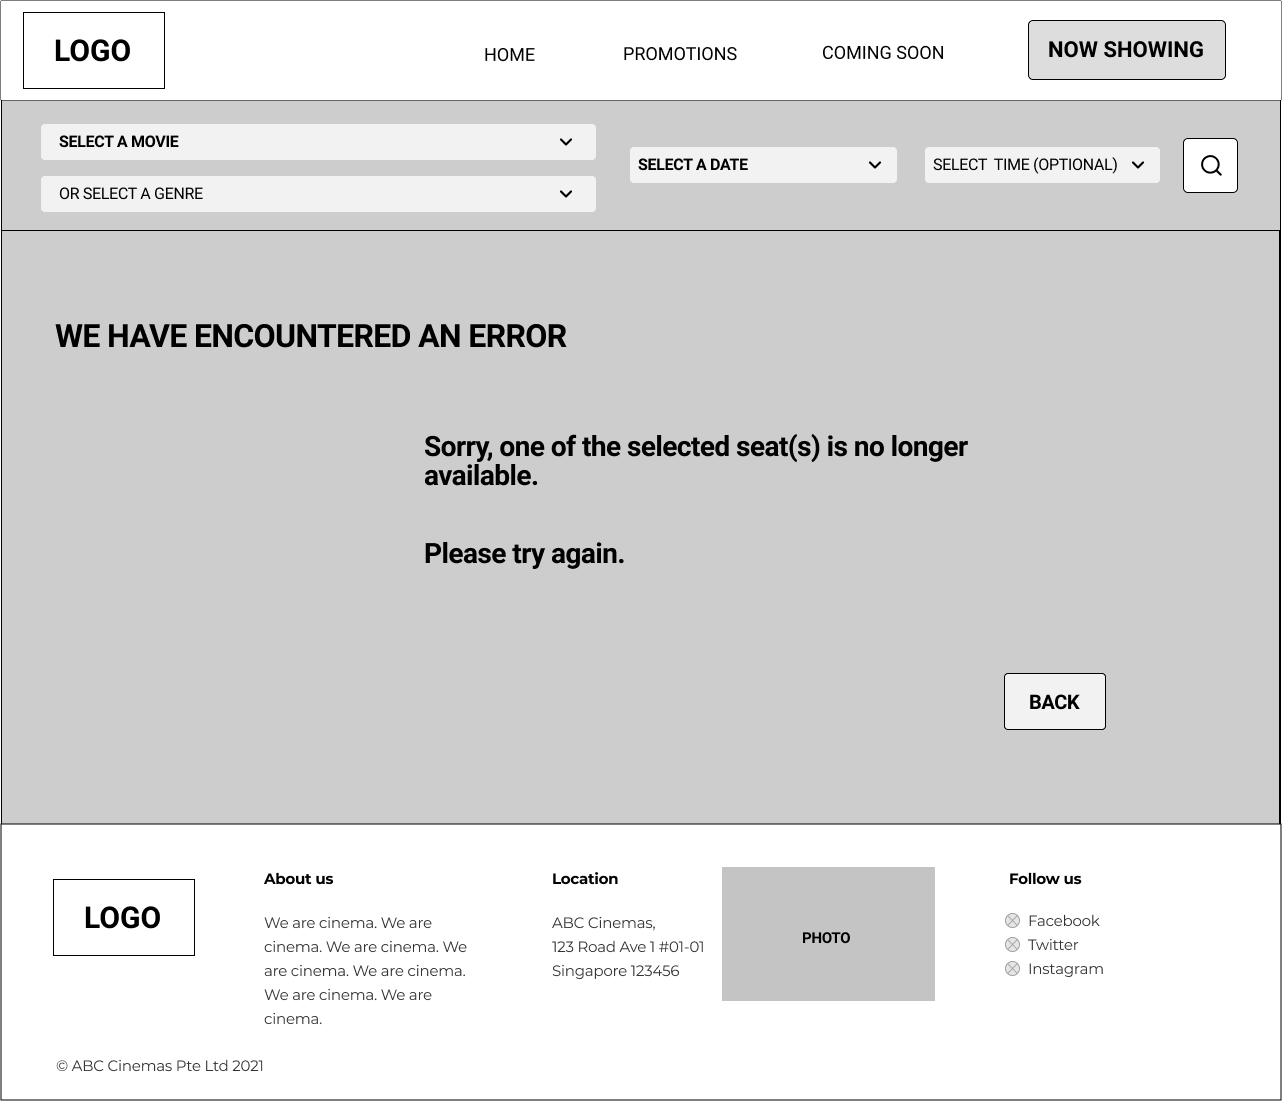 LOGO
HOME
PROMOTIONS
COMING SOON
NOW SHOWING
SELECT A MOVIE
OR SELECT A GENRE
SELECT A DATE
SELECT  TIME (OPTIONAL)
WE HAVE ENCOUNTERED AN ERROR
Sorry, one of the selected seat(s) is no longer
available.
Please try again.
BACK
LOGO
About us
We are cinema. We are
cinema. We are cinema. We
are cinema. We are cinema.
We are cinema. We are
cinema.
Location
ABC Cinemas,
123 Road Ave 1 #01-01
Singapore 123456
PHOTO
Follow us
Facebook
Twitter
Instagram
© ABC Cinemas Pte Ltd 2021